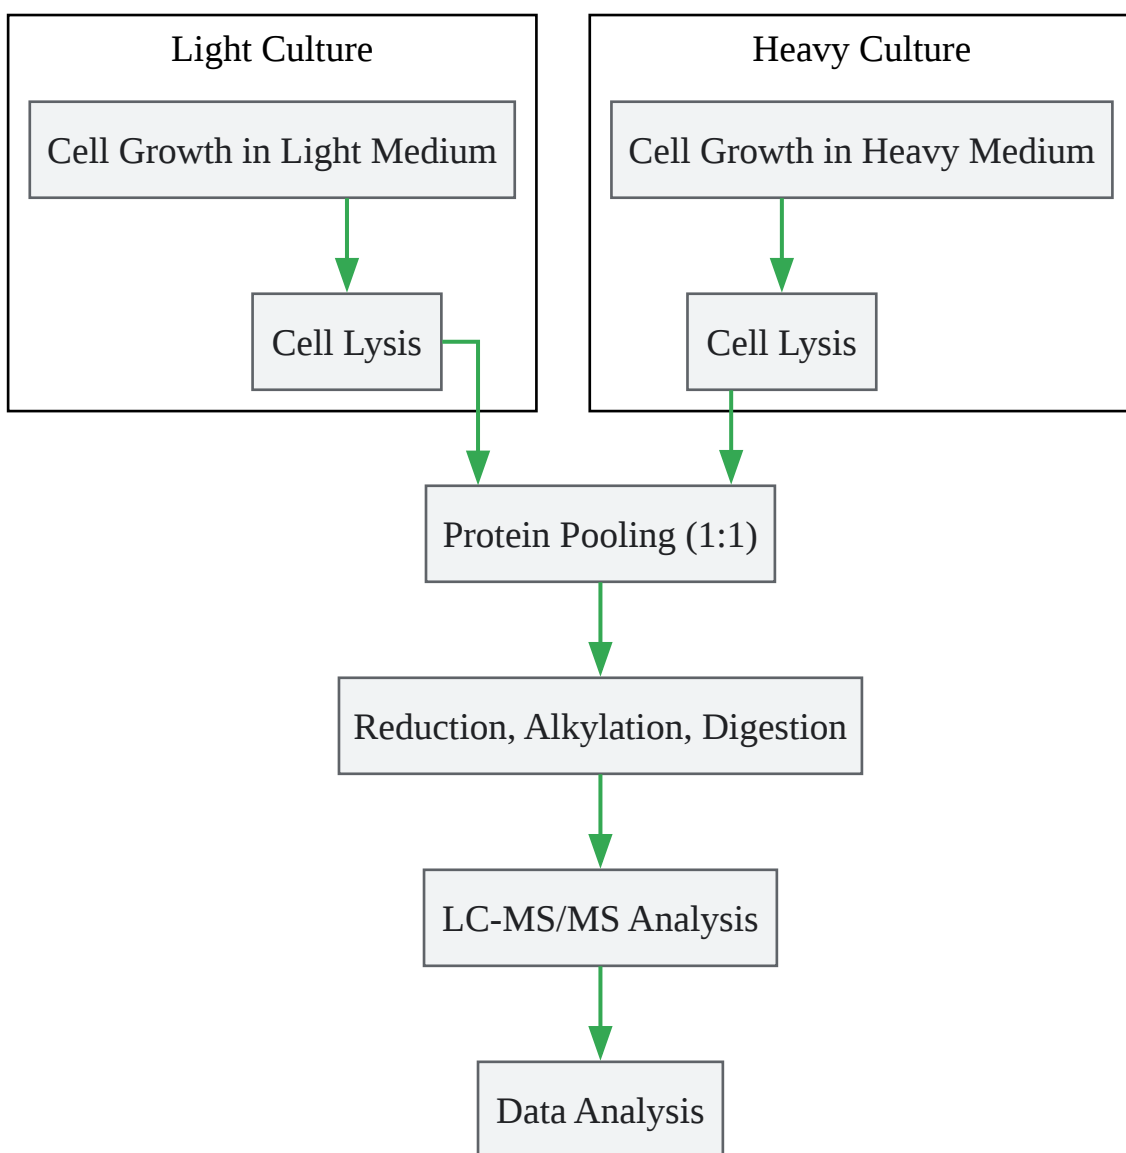 Light Culture
Cell Growth in Light Medium
Cell Lysis
Heavy Culture
Cell Growth in Heavy Medium
Cell Lysis
Protein Pooling (1:1)
Reduction, Alkylation, Digestion
LC-MS/MS Analysis
Data Analysis